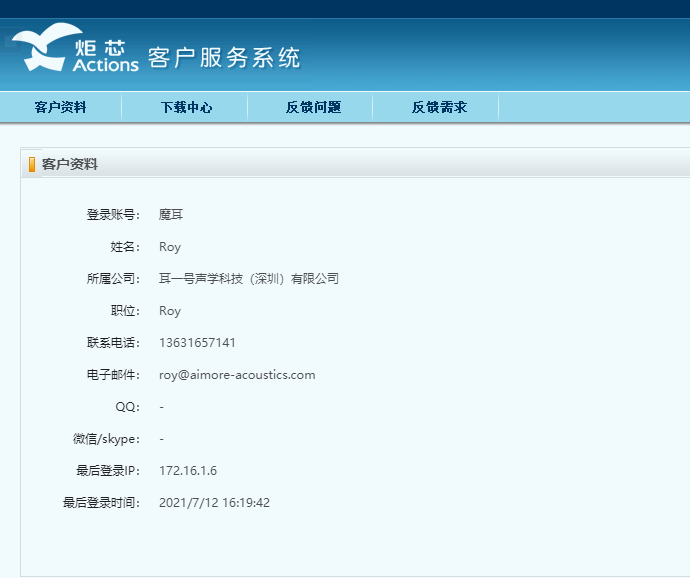 炬芯
Actions 客户服务系统
客户资料 下载中心 反馈问题 反馈需求
客户资料
登录账号： 魔耳
姓名： Roy
所属公司： 耳一号声学科技（深圳）有限公司
职位： Roy
联系电话： 13631657141
电子邮件： roy@aimore-acoustics.com
QQ： -
微信/skype： -
最后登录IP： 172.16.1.6
最后登录时间： 2021/7/12 16:19:42